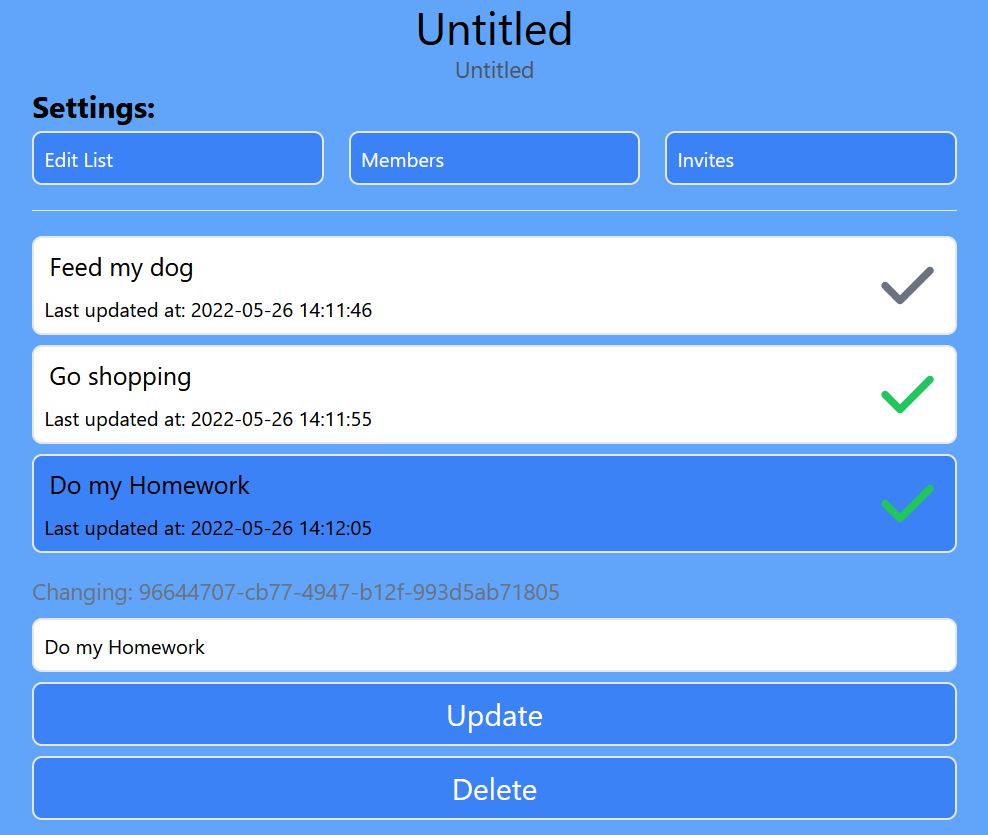 Untitled
Untitled
Settings:
Edit List
Members
Invites
Feed my dog
Last updated at: 2022-05-26 14:11:46
Go shopping
Last updated at: 2022-05-26 14:11:55
Do my Homework
Last updated at: 2022-05-26 14:12:05
Changing: 96644707-cb77-4947-b12f-993d5ab71805
Do my Homework
Update
Delete